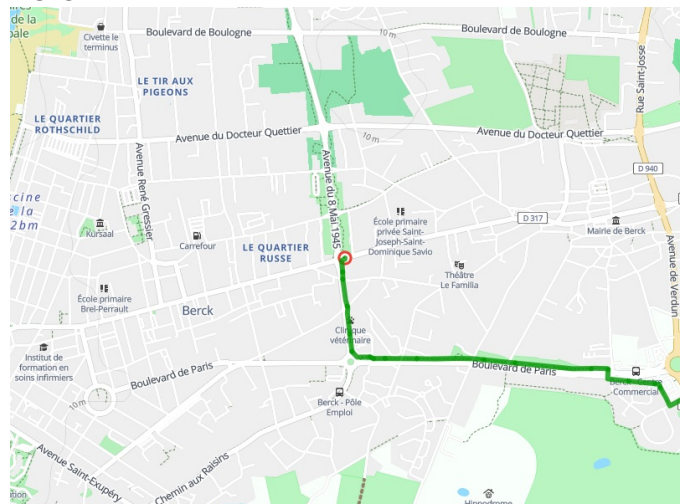 de la
Civette le
terminus
Boulevard de Boulogne
10 m
Boulevard de Boulogne
Rue Saint-Josse
LE TIR AUX
PIGEONS
LE QUARTIER
ROTHSCHILD
Avenue du Docteur Quettier
10 m
Avenue du Docteur Quettier
D 940
Avenue René Gressier
Avenue du 8 Mai 1945
École primaire
privée Saint-
Joseph-Saint-
Dominique Savio
D 317
Mairie de Berck
Kursaal
Carrefour
LE QUARTIER
RUSSE
Théâtre
Le Familia
Avenue de Verdun
École primaire
Brel-Perrault
Berck
Clinique
vétérinaire
Institut de
formation en
soins infirmiers
Boulevard de Paris
Boulevard de Paris
Berck - Centre
Commercial
10 m
Berck - Pôle
Emploi
Avenue Saint-Exupéry
Chemin aux Raisins
Hippodrome